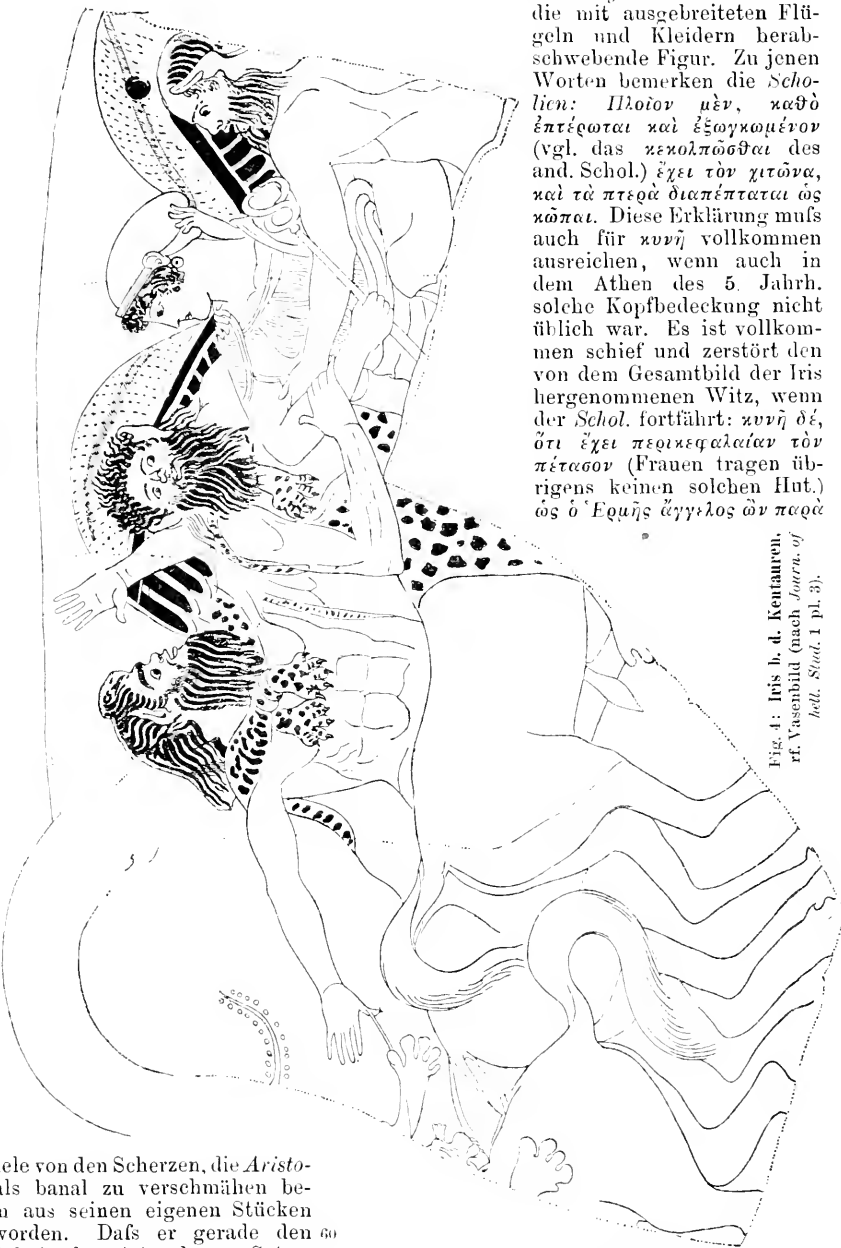 die mit ausgebreiteten Flü-
geln und Kleidern herab-
schwebende Figur. Zu jenen
Worten bemerken die Scho-
lien: Πλοῖον μὲν, καθὸ
ἐπτέρωται καὶ ἐξωγκωμένον
(vgl. das κεκολπῶσθαι des
and. Schol.) ἔχει τὸν χιτῶνα,
καὶ τὰ πτερὰ διαπέπταται ὡς
κῶπαι. Diese Erklärung muſs
auch für κυνῆ vollkommen
ausreichen, wenn auch in
dem Athen des 5. Jahrh.
solche Kopfbedeckung nicht
üblich war. Es ist vollkom-
men schief und zerstört den
von dem Gesamtbild der Iris
hergenommenen Witz, wenn
der Schol. fortfährt: κυνῆ δέ,
ὅτι ἔχει περικεφαλαίαν τὸν
πέτασον (Frauen tragen üb-
rigens keinen solchen Hut.)
ὡς ὁ Ἑρμῆς ἄγγελος ὢν παρὰ
Fig. 4: Iris b. d. Kentauren,
rf. Vasenbild (nach Journ. of
hell. Stud. 1 pl. 3).
ele von den Scherzen, die Aristo-
als banal zu verschmähen be-
n aus seinen eigenen Stücken
worden. Daſs er gerade den 60